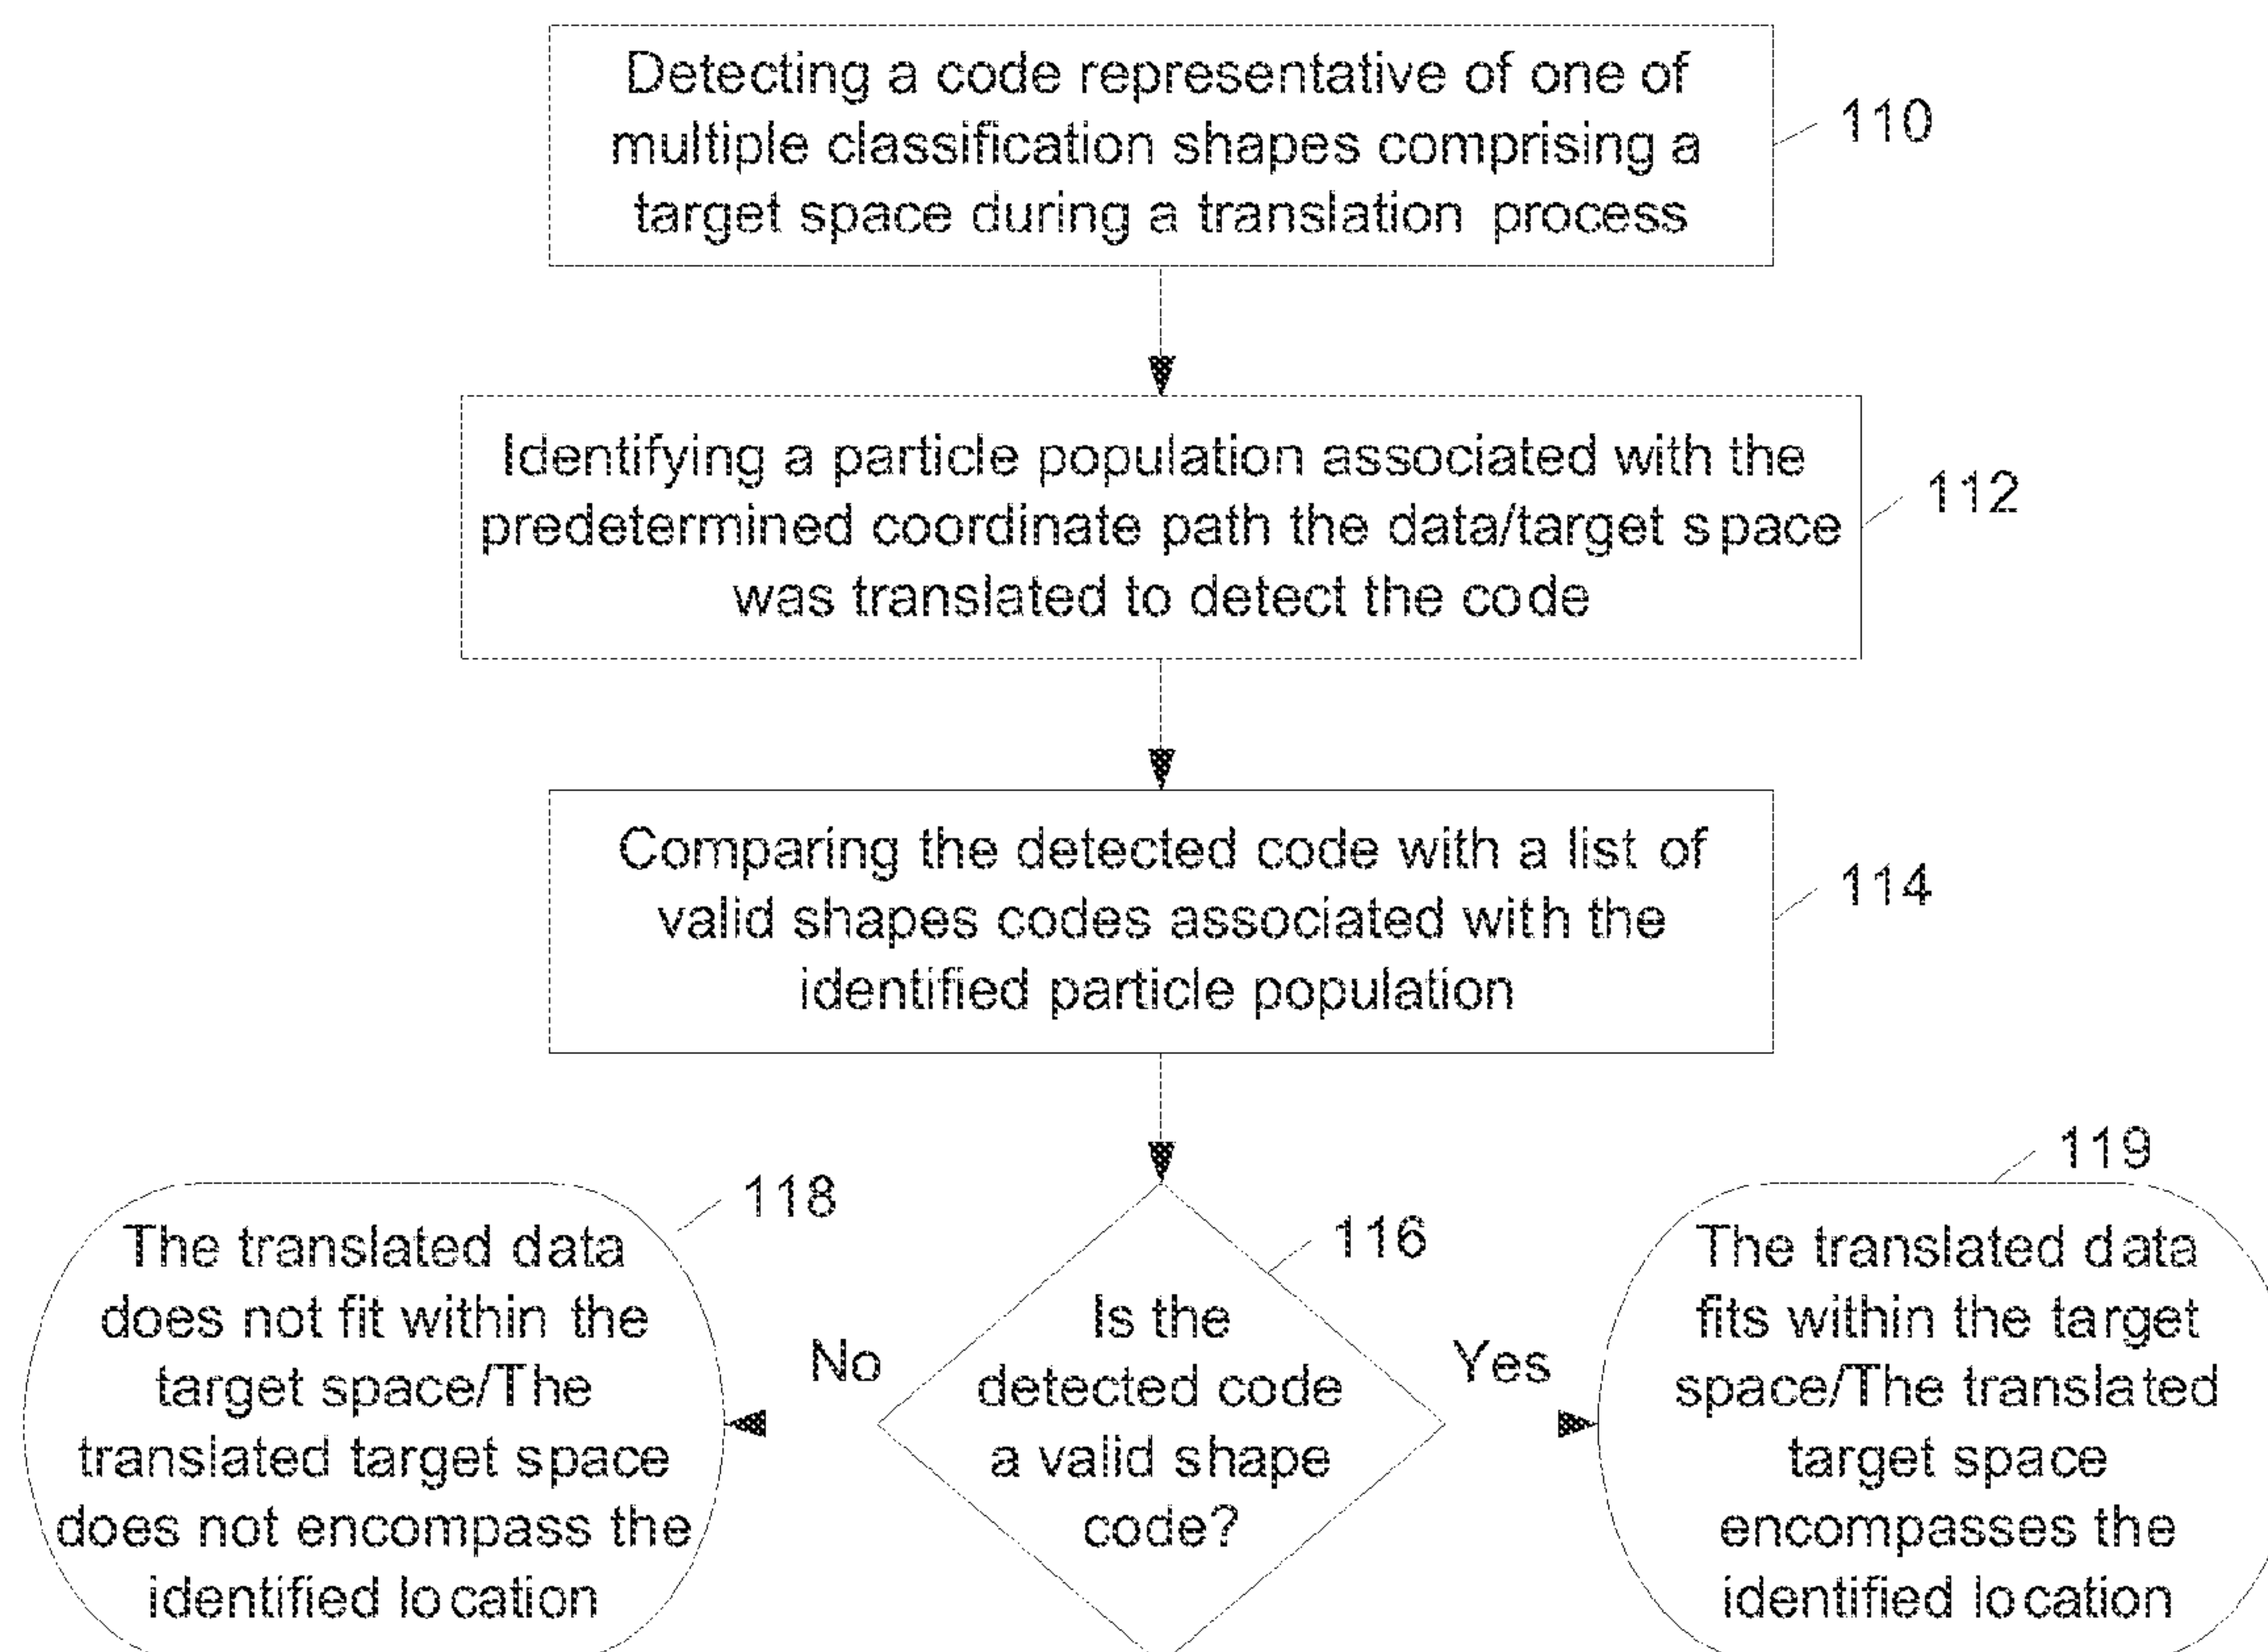 Detecting a code representative of one of
multiple classification shapes comprising a
target space during a translation process
110
Identifying a particle population associated with the
predetermined coordinate path the data/target space
was translated to detect the code
112
Comparing the detected code with a list of
valid shapes codes associated with the
identified particle population
114
118
The translated data
does not fit within the
target space/The
translated target space
does not encompass the
identified location
No
116
Is the
detected code
a valid shape
code?
Yes
119
The translated data
fits within the target
space/The translated
target space
encompasses the
identified location